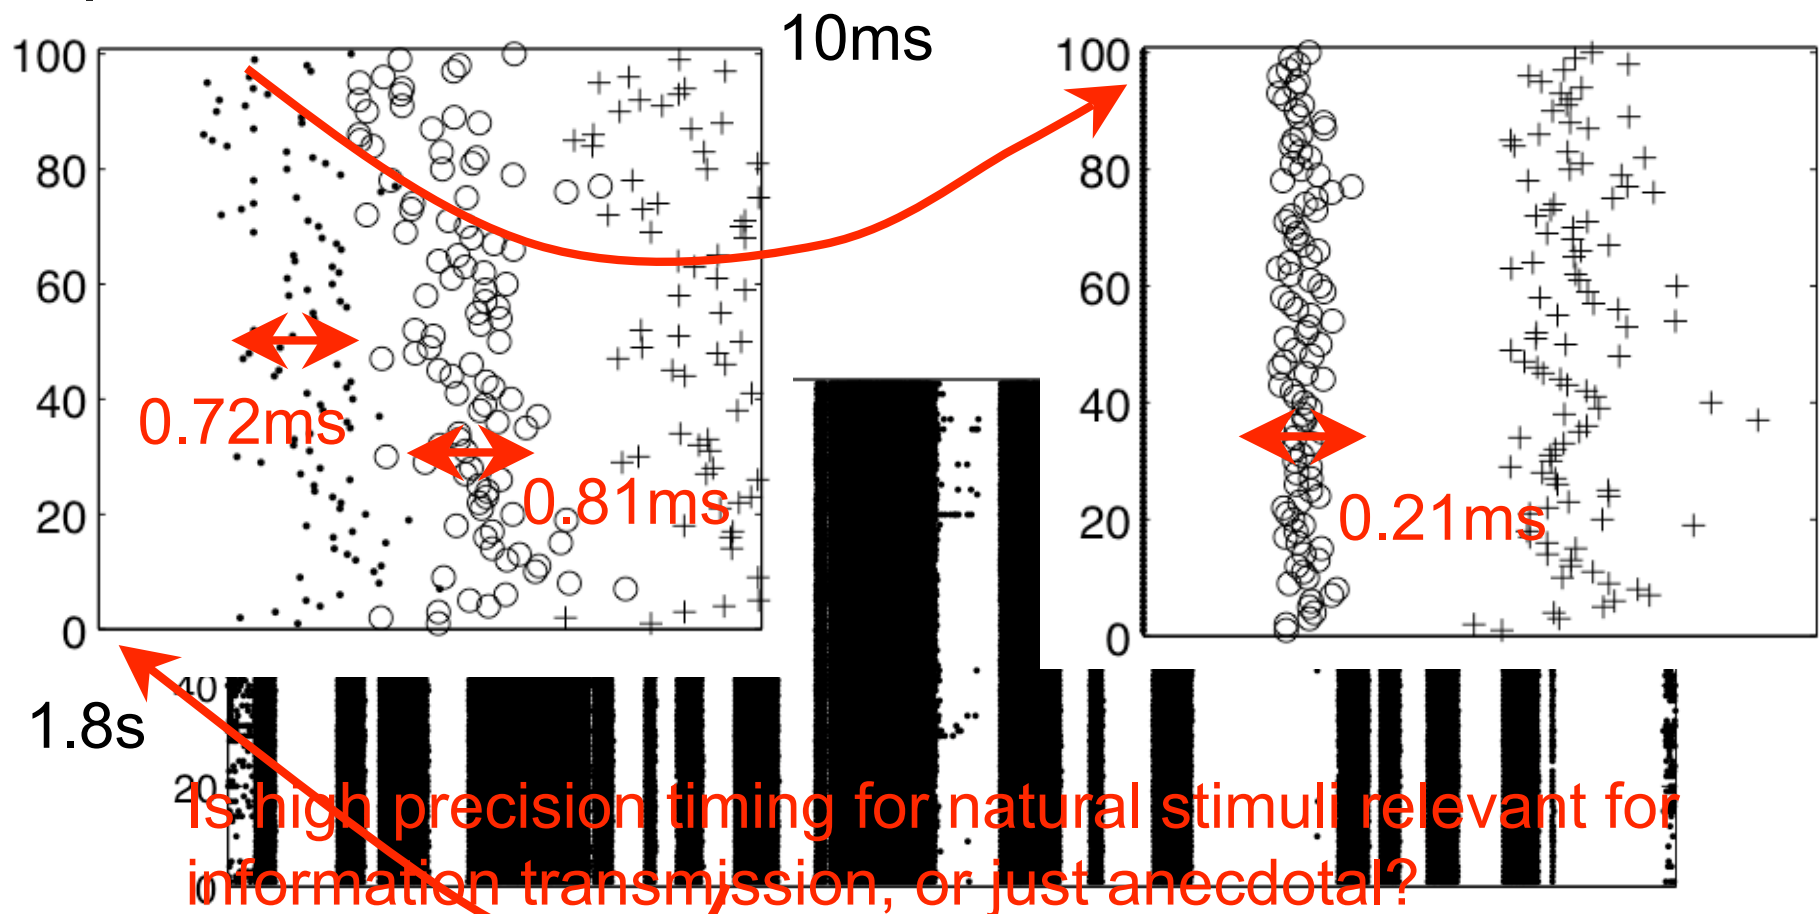 10ms
100
80
60
40
20
0
0.72ms
0.81ms
100
80
60
40
20
0
0.21ms
1.8s
40
20
0
Is high precision timing for natural stimuli relevant for
information transmission, or just anecdotal?